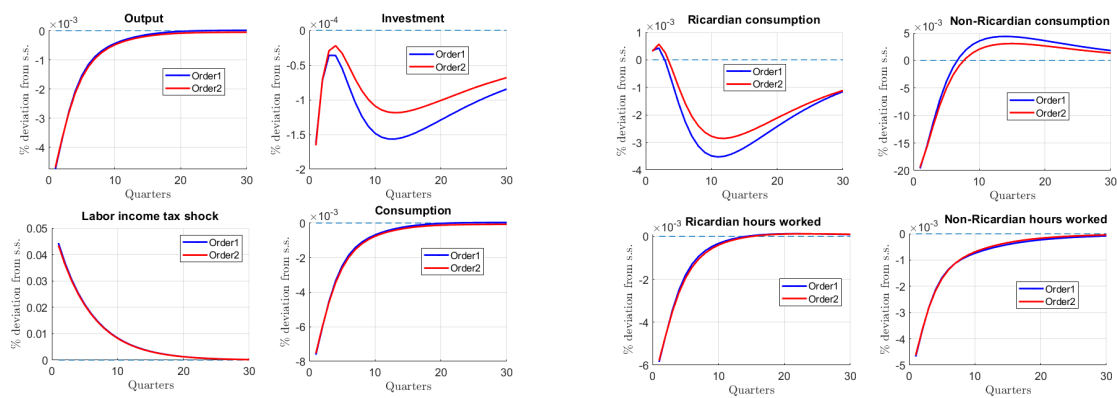 Output
×10^-3
% deviation from s.s.
0
-1
-2
-3
-4
0 10 20 30
Quarters
Order1
Order2
Investment
×10^-4
% deviation from s.s.
0
-0.5
-1
-1.5
-2
0 5 10 15 20 25 30
Quarters
Order1
Order2
Ricardian consumption
×10^-3
% deviation from s.s.
1
0
-1
-2
-3
-4
0 10 20 30
Quarters
Order1
Order2
Non-Ricardian consumption
×10^-3
% deviation from s.s.
5
0
-5
-10
-15
-20
0 10 20 30
Quarters
Order1
Order2
Labor income tax shock
% deviation from s.s.
0.05
0.04
0.03
0.02
0.01
0
0 10 20 30
Quarters
Order1
Order2
Consumption
×10^-3
% deviation from s.s.
0
-2
-4
-6
-8
0 10 20 30
Quarters
Order1
Order2
Ricardian hours worked
×10^-3
% deviation from s.s.
0
-2
-4
-6
0 10 20 30
Quarters
Order1
Order2
Non-Ricardian hours worked
×10^-3
% deviation from s.s.
0
-1
-2
-3
-4
-5
0 10 20 30
Quarters
Order1
Order2